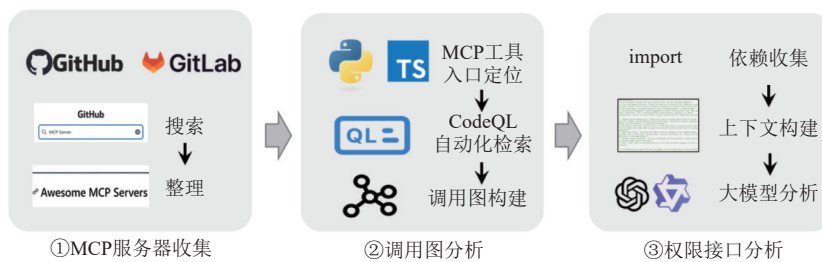 GitHub
GitLab
GitHub
MCP Server
搜索
整理
Awesome MCP Servers
①MCP服务器收集
TS
MCP工具
入口定位
QL
CodeQL
自动化检索
调用图构建
②调用图分析
import
依赖收集
上下文构建
大模型分析
③权限接口分析